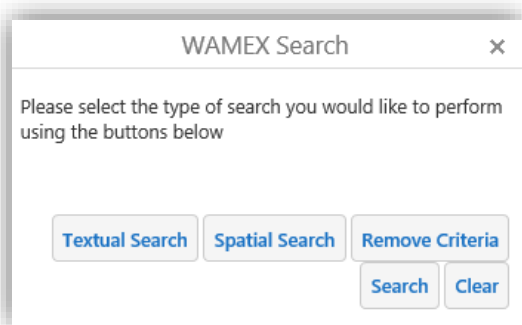 WAMEX Search ×
Please select the type of search you would like to perform
using the buttons below
Textual Search Spatial Search Remove Criteria
Search Clear